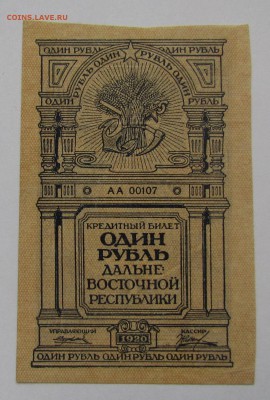 COINS.LAVE.RU
ОДИН РУБЛЬ ОДИН РУБЛЬ
РУБЛЬ ОДИН РУБЛЬ
ОДИН РУБЛЬ
АА 00107
КРЕДИТНЫЙ БИЛЕТ
ОДИН
РУБЛЬ
ДАЛЬНЕ-
ВОСТОЧНОЙ
РЕСПУБЛИКИ
УПРАВЛЯЮЩИЙ КАССИР
1920
ОДИН РУБЛЬ ОДИН РУБЛЬ ОДИН РУБЛЬ